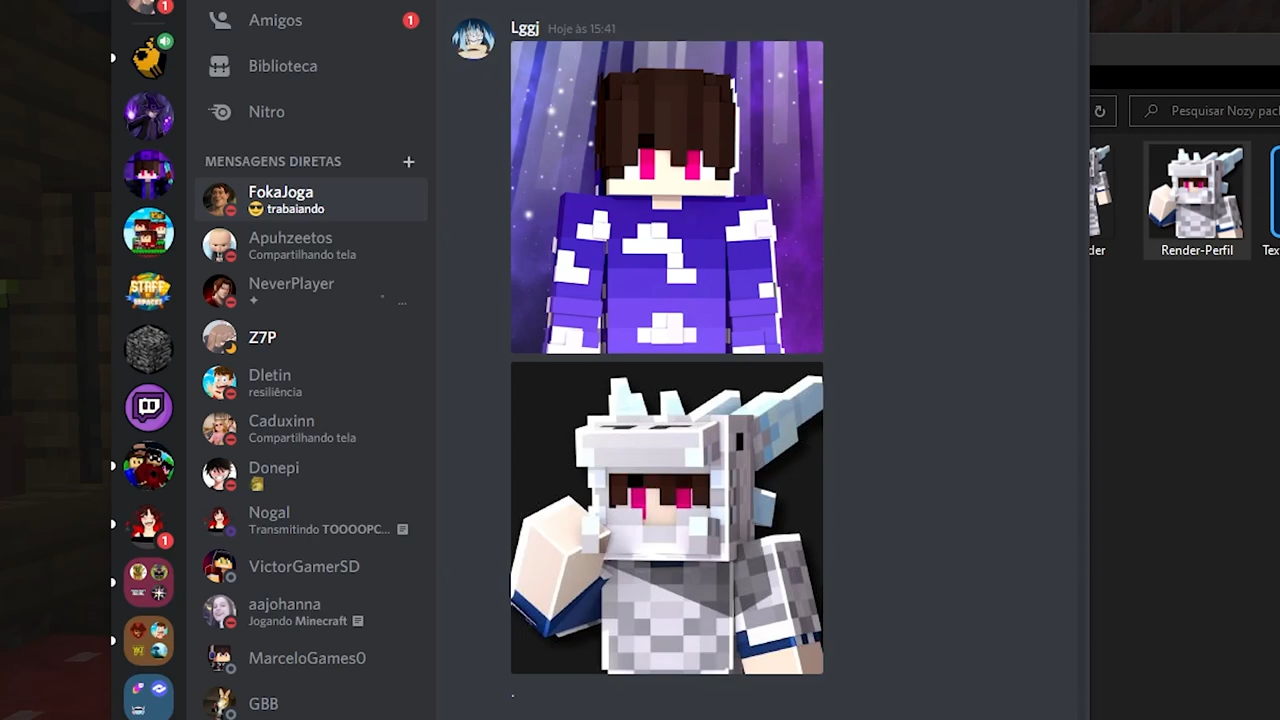 1
Amigos
1
Biblioteca
Nitro
MENSAGENS DIRETAS
FokaJoga
trabaiando
Apuhzeetos
Compartilhando tela
NeverPlayer
...
Z7P
Dletin
resiliência
Caduxinn
Compartilhando tela
Donepi
Nogal
Transmitindo TOOOOPC...
1
VictorGamerSD
aajohanna
Jogando Minecraft
MarceloGames0
GBB
STAFF
Lggj Hoje às 15:41
.
Pesquisar Nozy pac
der
Render-Perfil
Tex